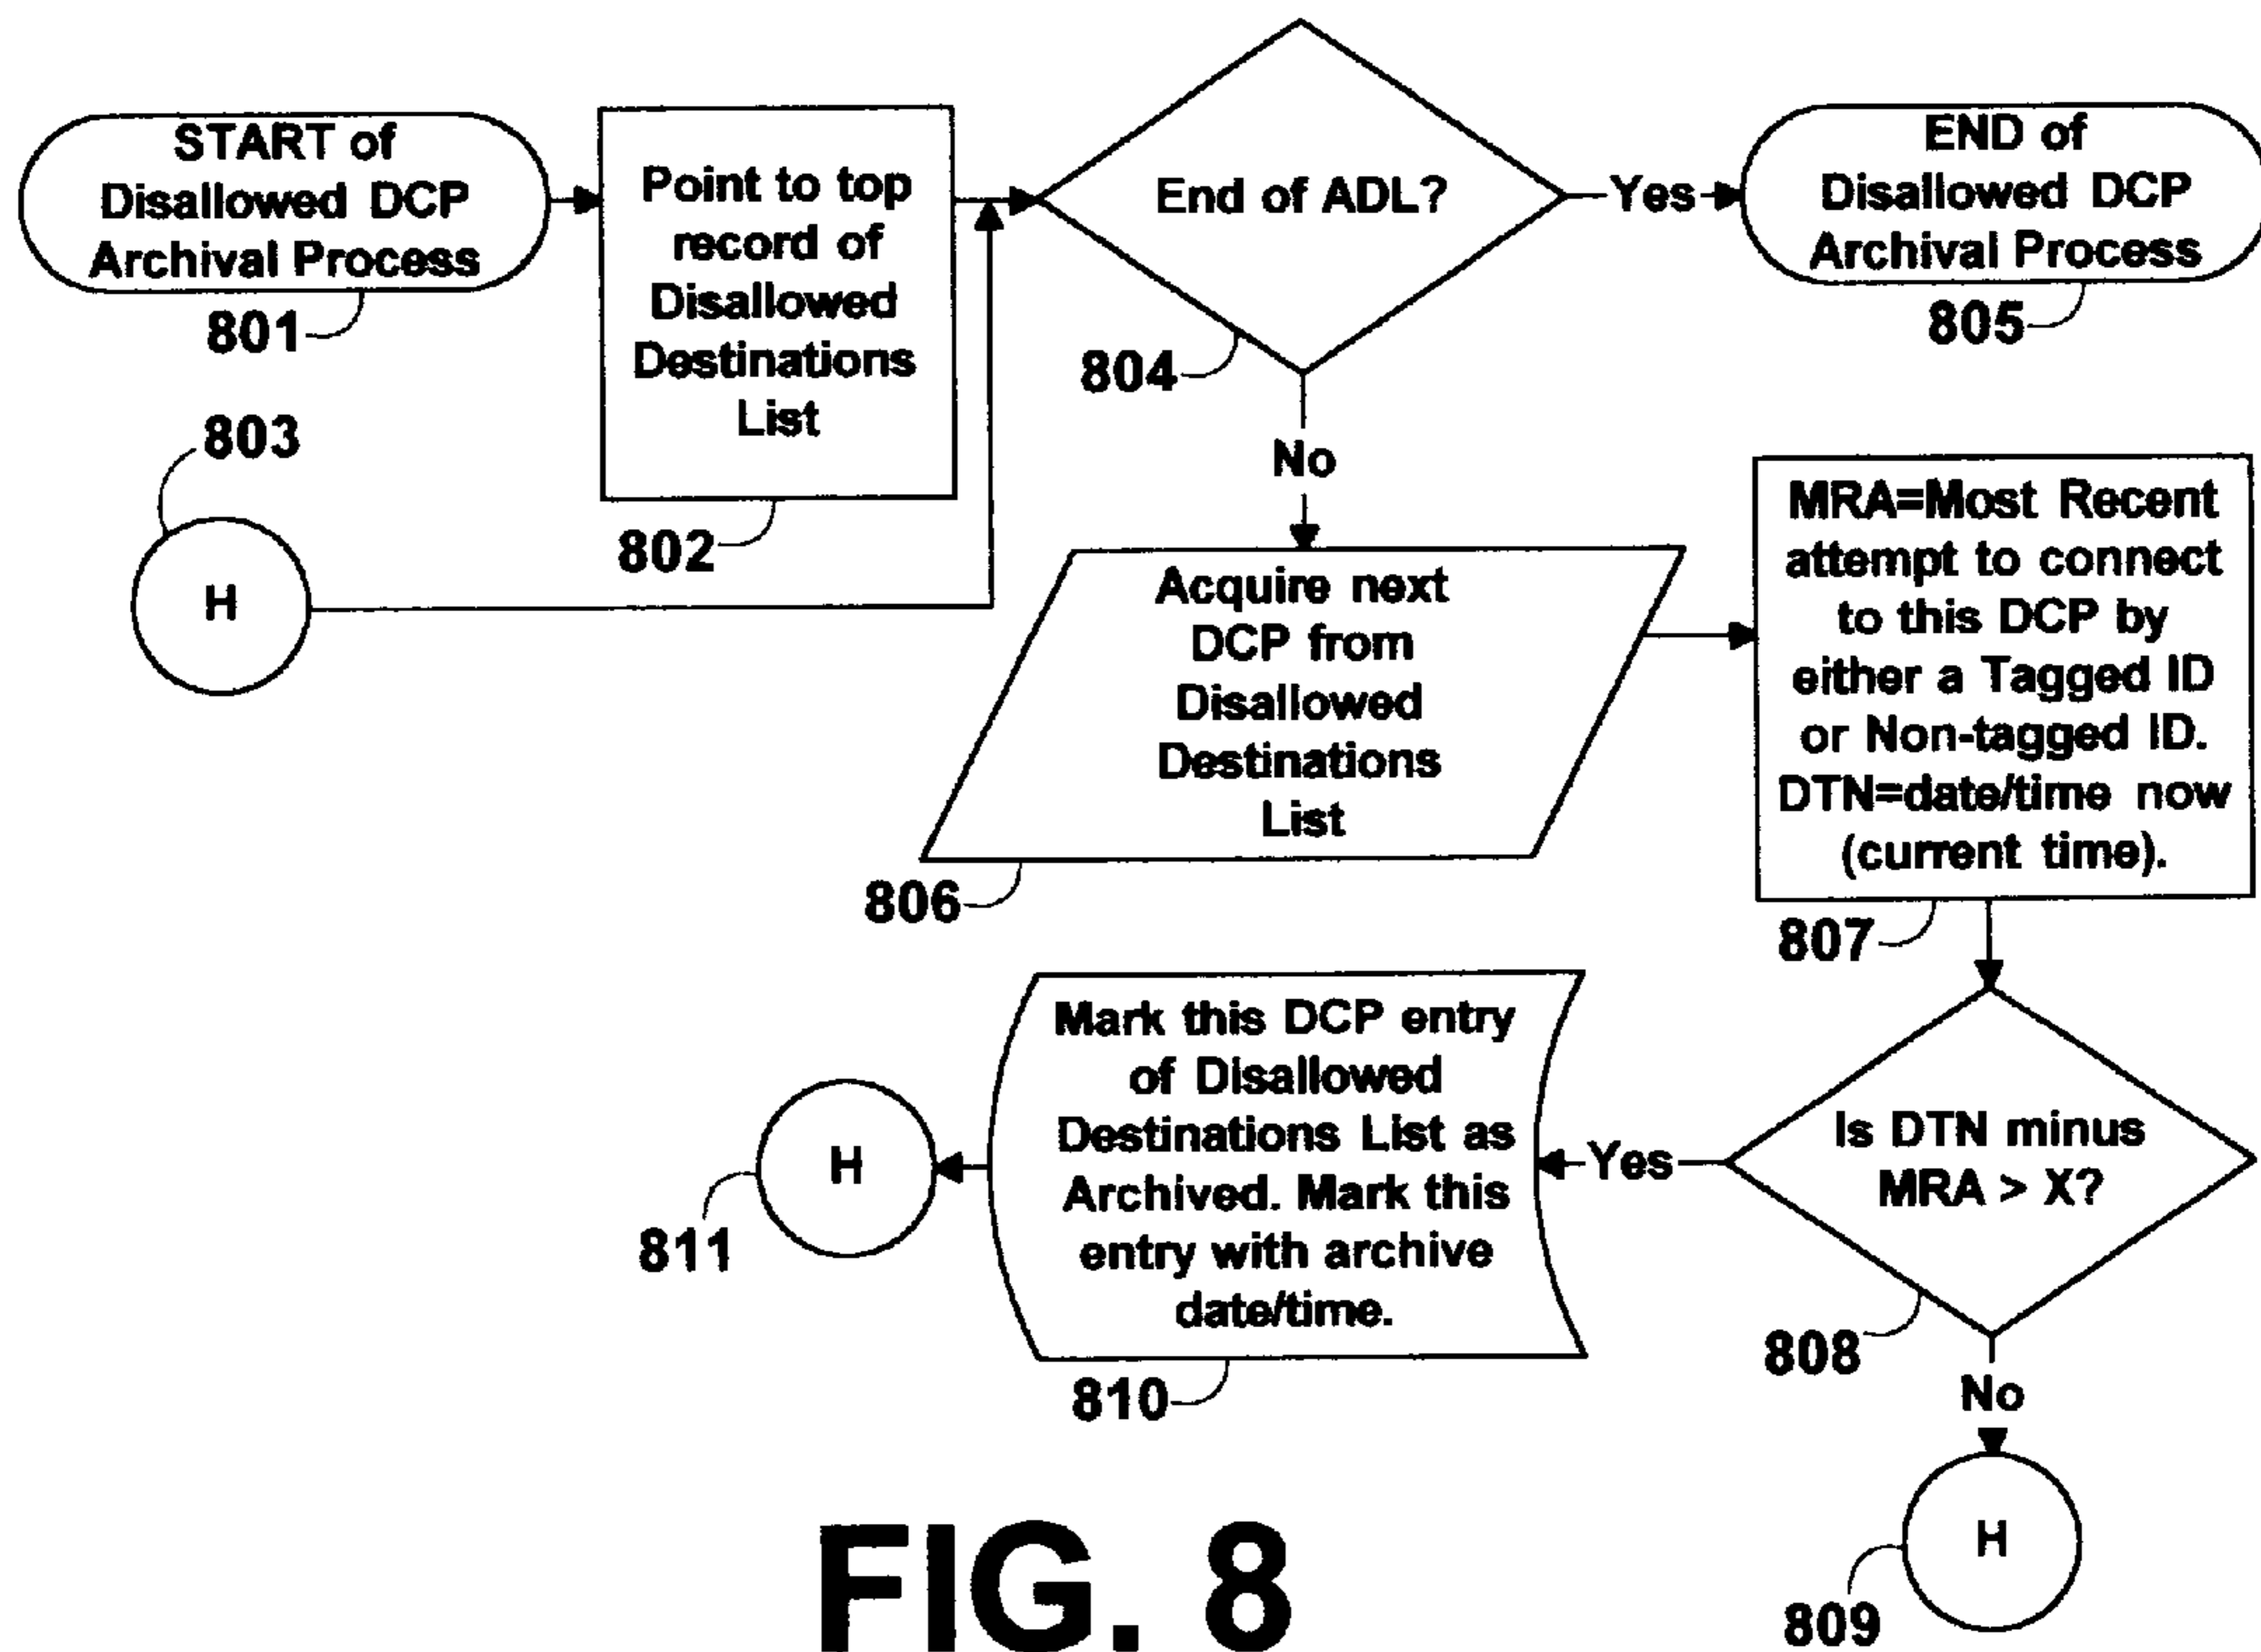 START of
Disallowed DCP
Archival Process
801
Point to top
record of
Disallowed
Destinations
List
802
803
H
End of ADL?
804
Yes
END of
Disallowed DCP
Archival Process
805
No
Acquire next
DCP from
Disallowed
Destinations
List
806
MRA=Most Recent
attempt to connect
to this DCP by
either a Tagged ID
or Non-tagged ID.
DTN=date/time now
(current time).
807
Is DTN minus
MRA > X?
808
Yes
Mark this DCP entry
of Disallowed
Destinations List as
Archived. Mark this
entry with archive
date/time.
810
H
811
No
H
809
FIG. 8